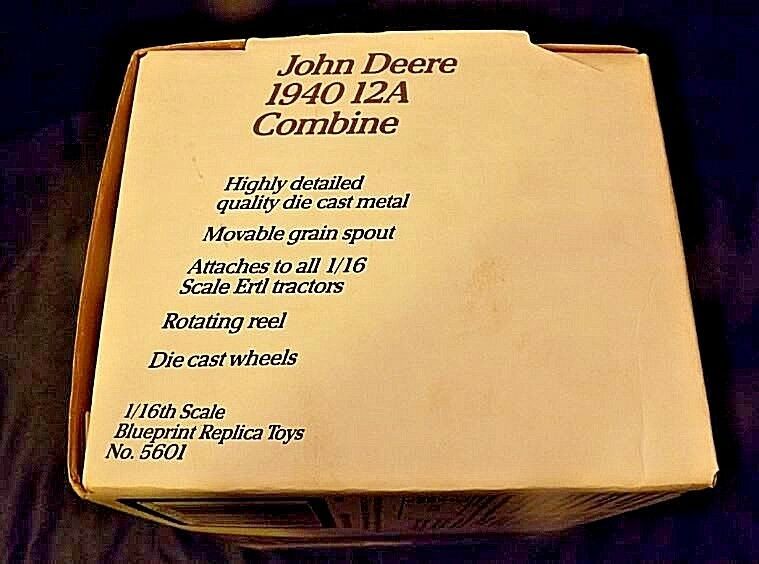 John Deere
1940 12A
Combine
Highly detailed
quality die cast metal
Movable grain spout
Attaches to all 1/16
Scale Ertl tractors
Rotating reel
Die cast wheels
1/16th Scale
Blueprint Replica Toys
No. 5601